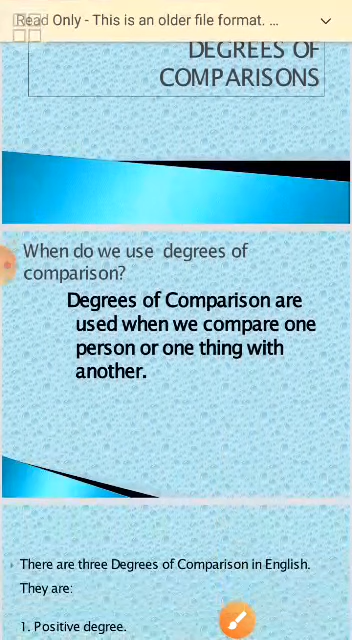 Read Only - This is an older file format. ...
DEGREES OF
COMPARISONS
When do we use degrees of
comparison?
Degrees of Comparison are
used when we compare one
person or one thing with
another.
There are three Degrees of Comparison in English.
They are:
1. Positive degree.